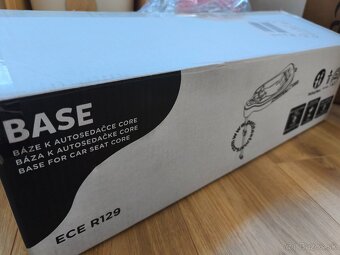 BASE
BÁZE K AUTOSEDAČCE CORE
BÁZA K AUTOSEDAČKE CORE
BASE FOR CAR SEAT CORE
ECE R129